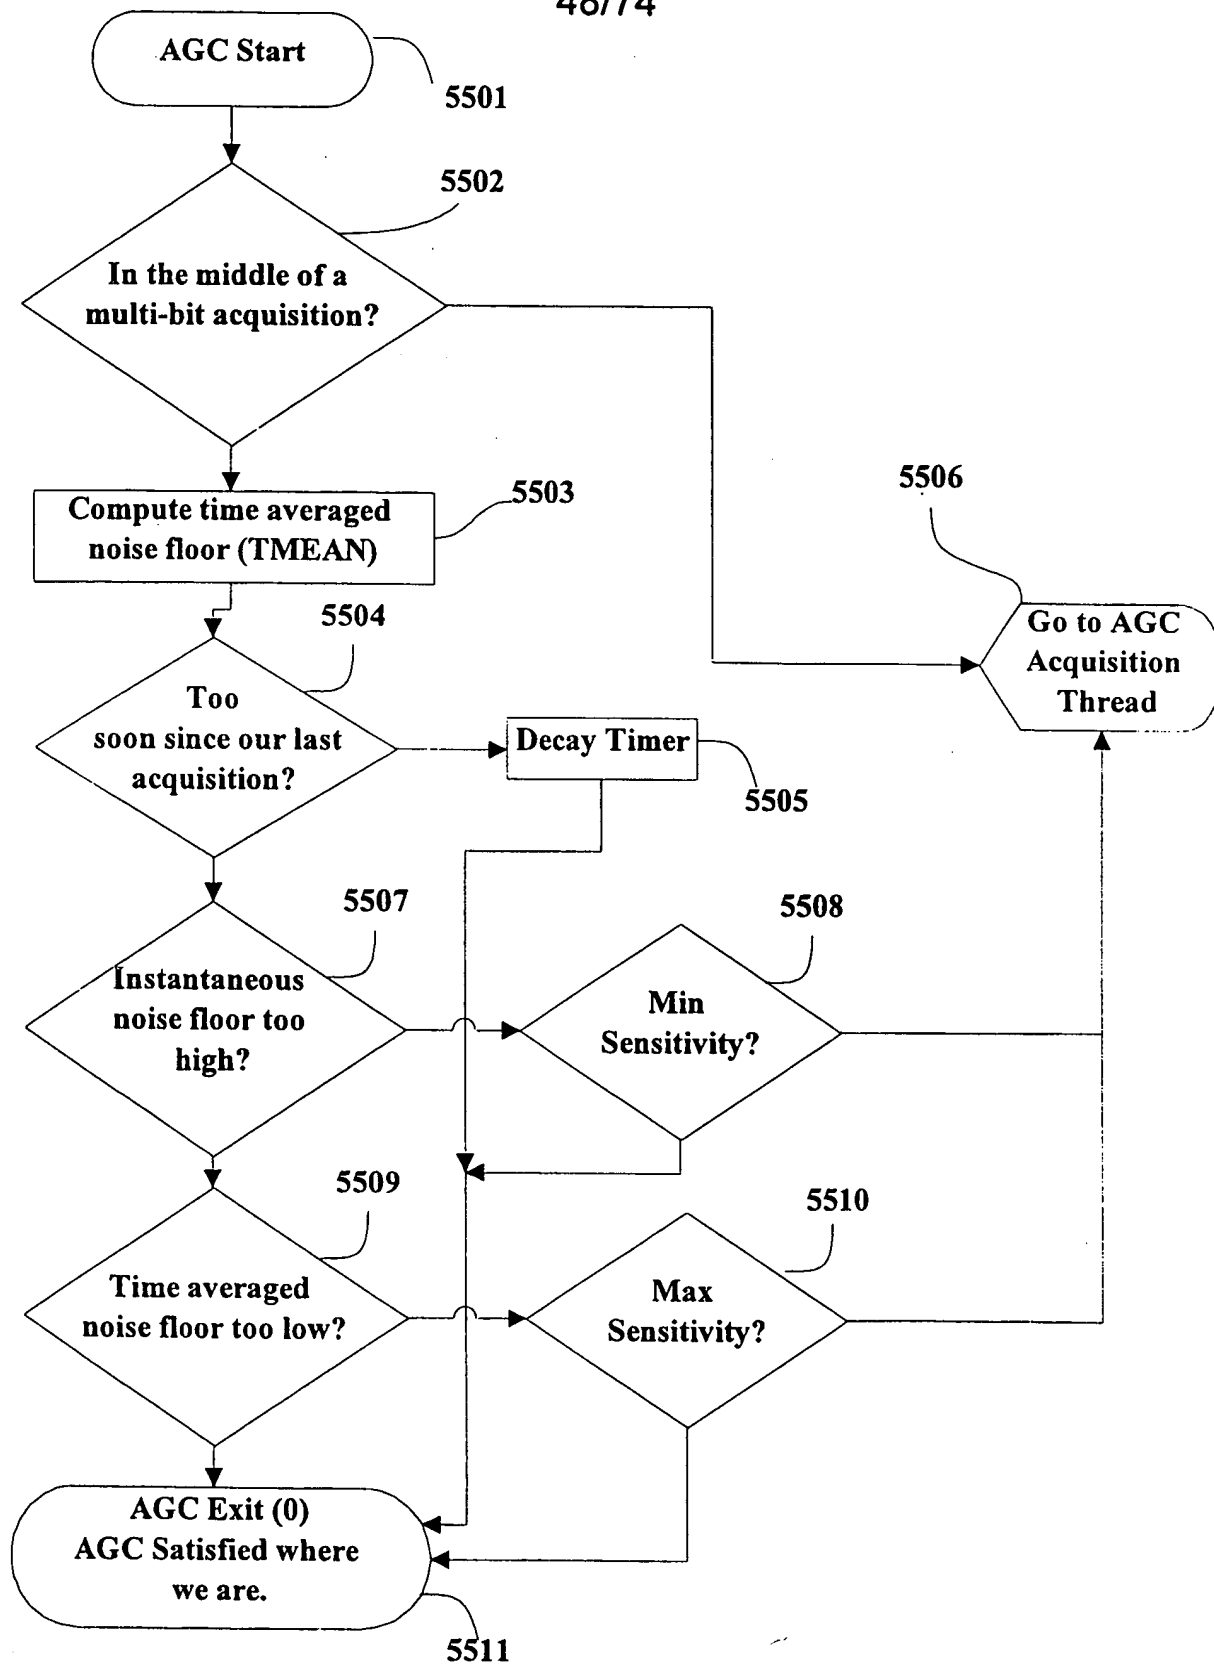 48/74
AGC Start
5501
5502
In the middle of a
multi-bit acquisition?
5503
Compute time averaged
noise floor (TMEAN)
5506
Go to AGC
Acquisition
Thread
5504
Too
soon since our last
acquisition?
Decay Timer
5505
5507
Instantaneous
noise floor too
high?
5508
Min
Sensitivity?
5509
Time averaged
noise floor too low?
5510
Max
Sensitivity?
AGC Exit (0)
AGC Satisfied where
we are.
5511